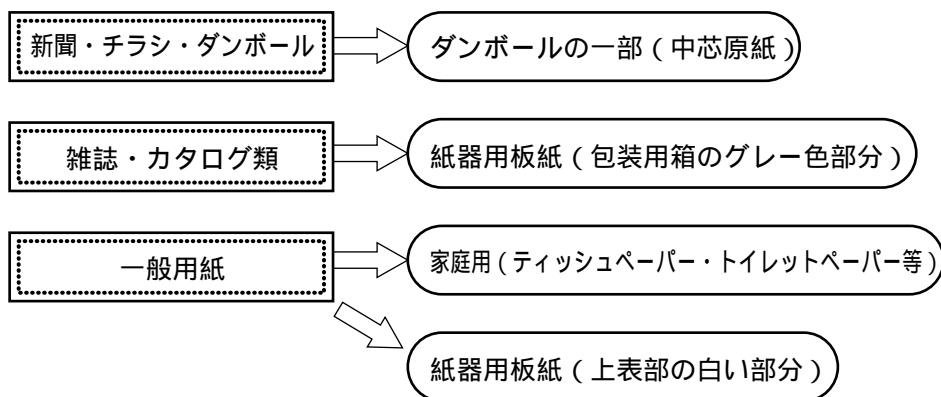 新聞・チラシ・ダンボール
ダンボールの一部（中芯原紙）
雑誌・カタログ類
紙器用板紙（包装用箱のグレー色部分）
一般用紙
家庭用（ティッシュペーパー・トイレットペーパー等）
紙器用板紙（上表部の白い部分）